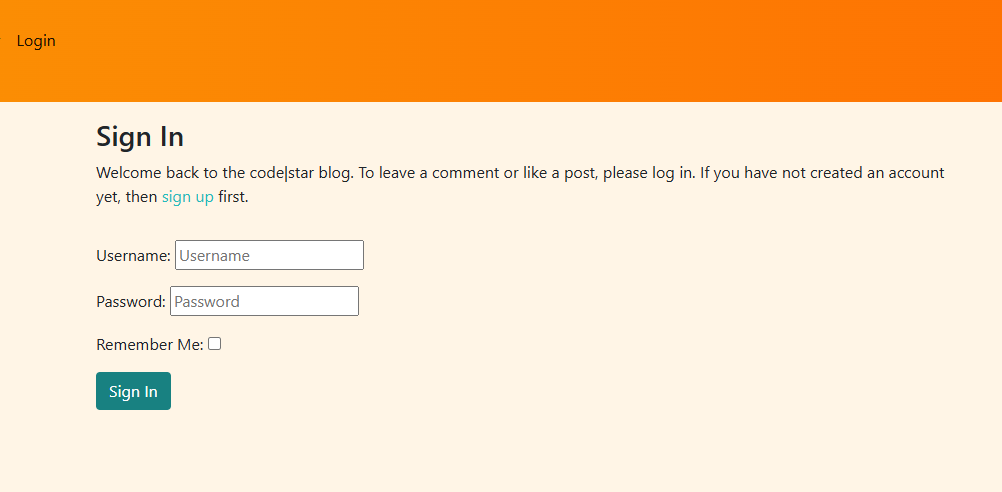 Login
Sign In
Welcome back to the code|star blog. To leave a comment or like a post, please log in. If you have not created an account
yet, then sign up first.
Username: Username
Password: Password
Remember Me:
Sign In